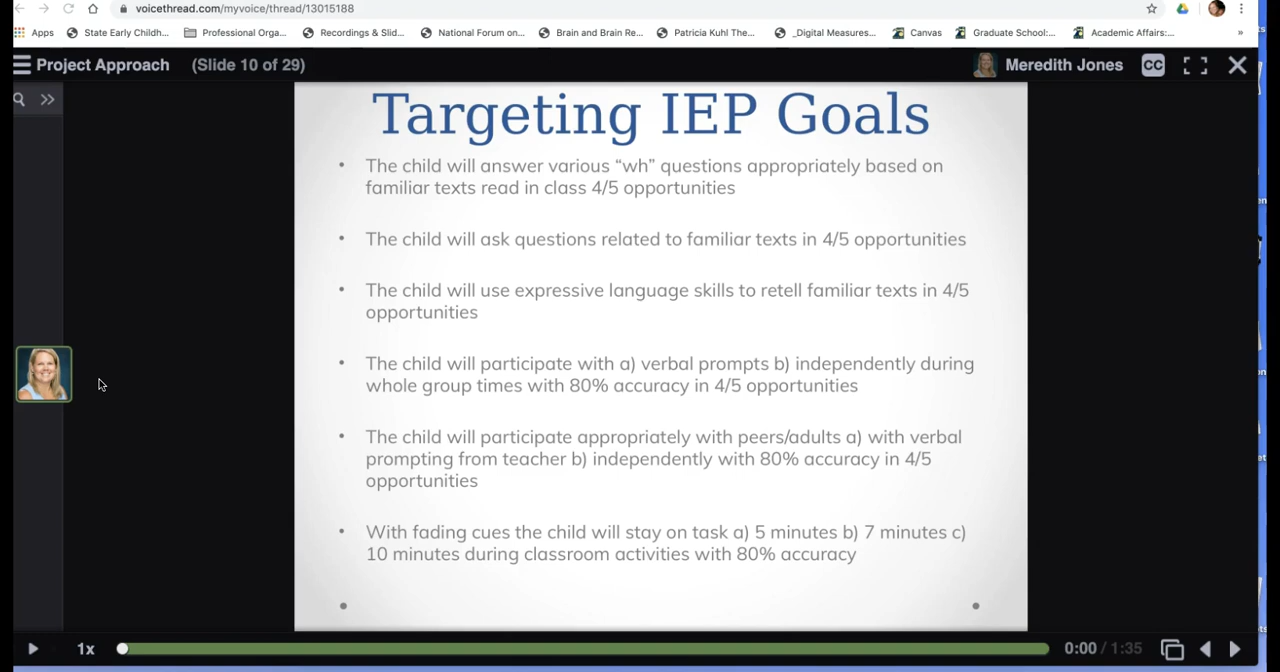 voicethread.com/myvoice/thread/13015188
Apps State Early Childh... Professional Orga... Recordings & Slid... National Forum on... Brain and Brain Re... Patricia Kuhl The... _Digital Measures... Canvas Graduate School:... Academic Affairs:... »
Project Approach (Slide 10 of 29) Meredith Jones CC
Targeting IEP Goals
• The child will answer various “wh” questions appropriately based on
familiar texts read in class 4/5 opportunities
• The child will ask questions related to familiar texts in 4/5 opportunities
• The child will use expressive language skills to retell familiar texts in 4/5
opportunities
• The child will participate with a) verbal prompts b) independently during
whole group times with 80% accuracy in 4/5 opportunities
• The child will participate appropriately with peers/adults a) with verbal
prompting from teacher b) independently with 80% accuracy in 4/5
opportunities
• With fading cues the child will stay on task a) 5 minutes b) 7 minutes c)
10 minutes during classroom activities with 80% accuracy
1x 0:00 / 1:35